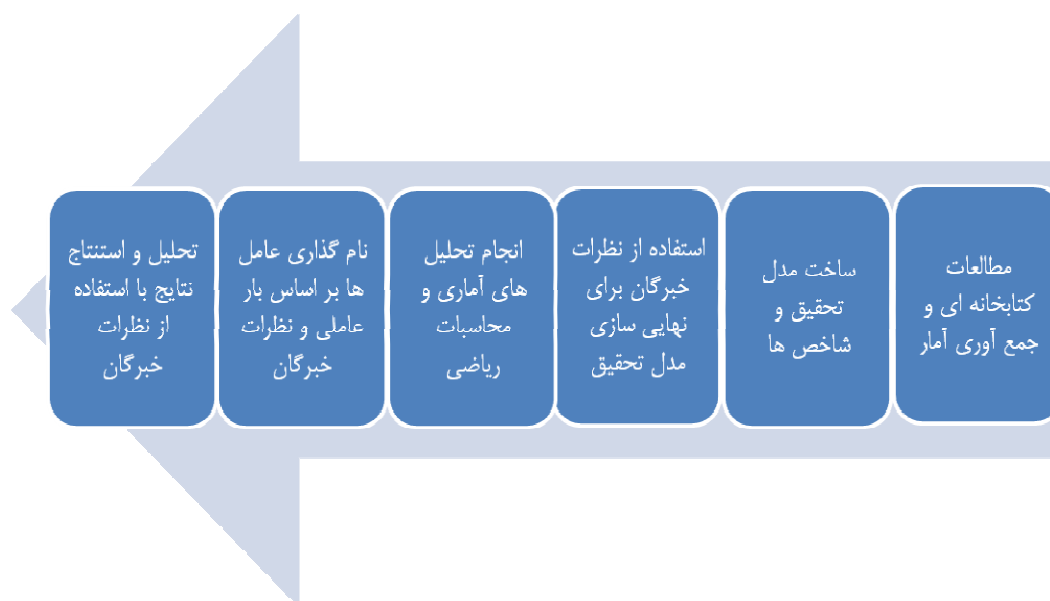 مطالعات
کتابخانه ای و
جمع آوری آمار
ساخت مدل
تحقیق و
شاخص ها
استفاده از نظرات
خبرگان برای
نهایی سازی
مدل تحقیق
انجام تحلیل
های آماری و
محاسبات
ریاضی
نام گذاری عامل
ها بر اساس بار
عاملی و نظرات
خبرگان
تحلیل و استنتاج
نتایج با استفاده
از نظرات
خبرگان